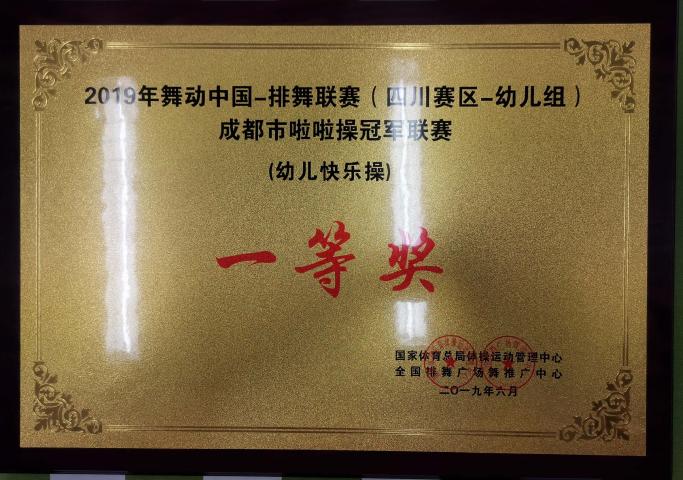 2019年舞动中国-排舞联赛（四川赛区-幼儿组）
成都市啦啦操冠军联赛
(幼儿快乐操)
一等奖
国家体育总局体操运动管理中心
全国排舞广场舞推广中心
二〇一九年六月